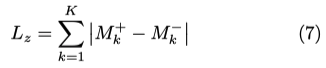 L_z = \sum_{k=1}^{K} |M_k^+ - M_k^-| (7)